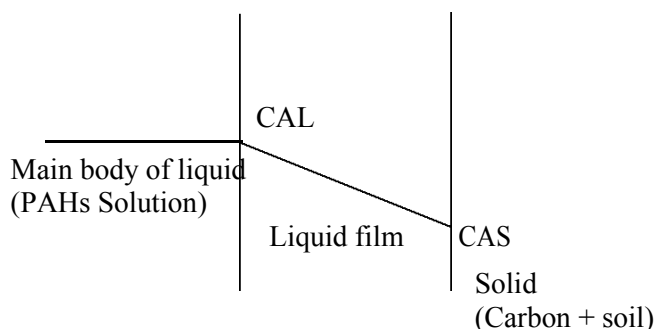 CAL
Main body of liquid
(PAHs Solution)
Liquid film
CAS
Solid
(Carbon + soil)